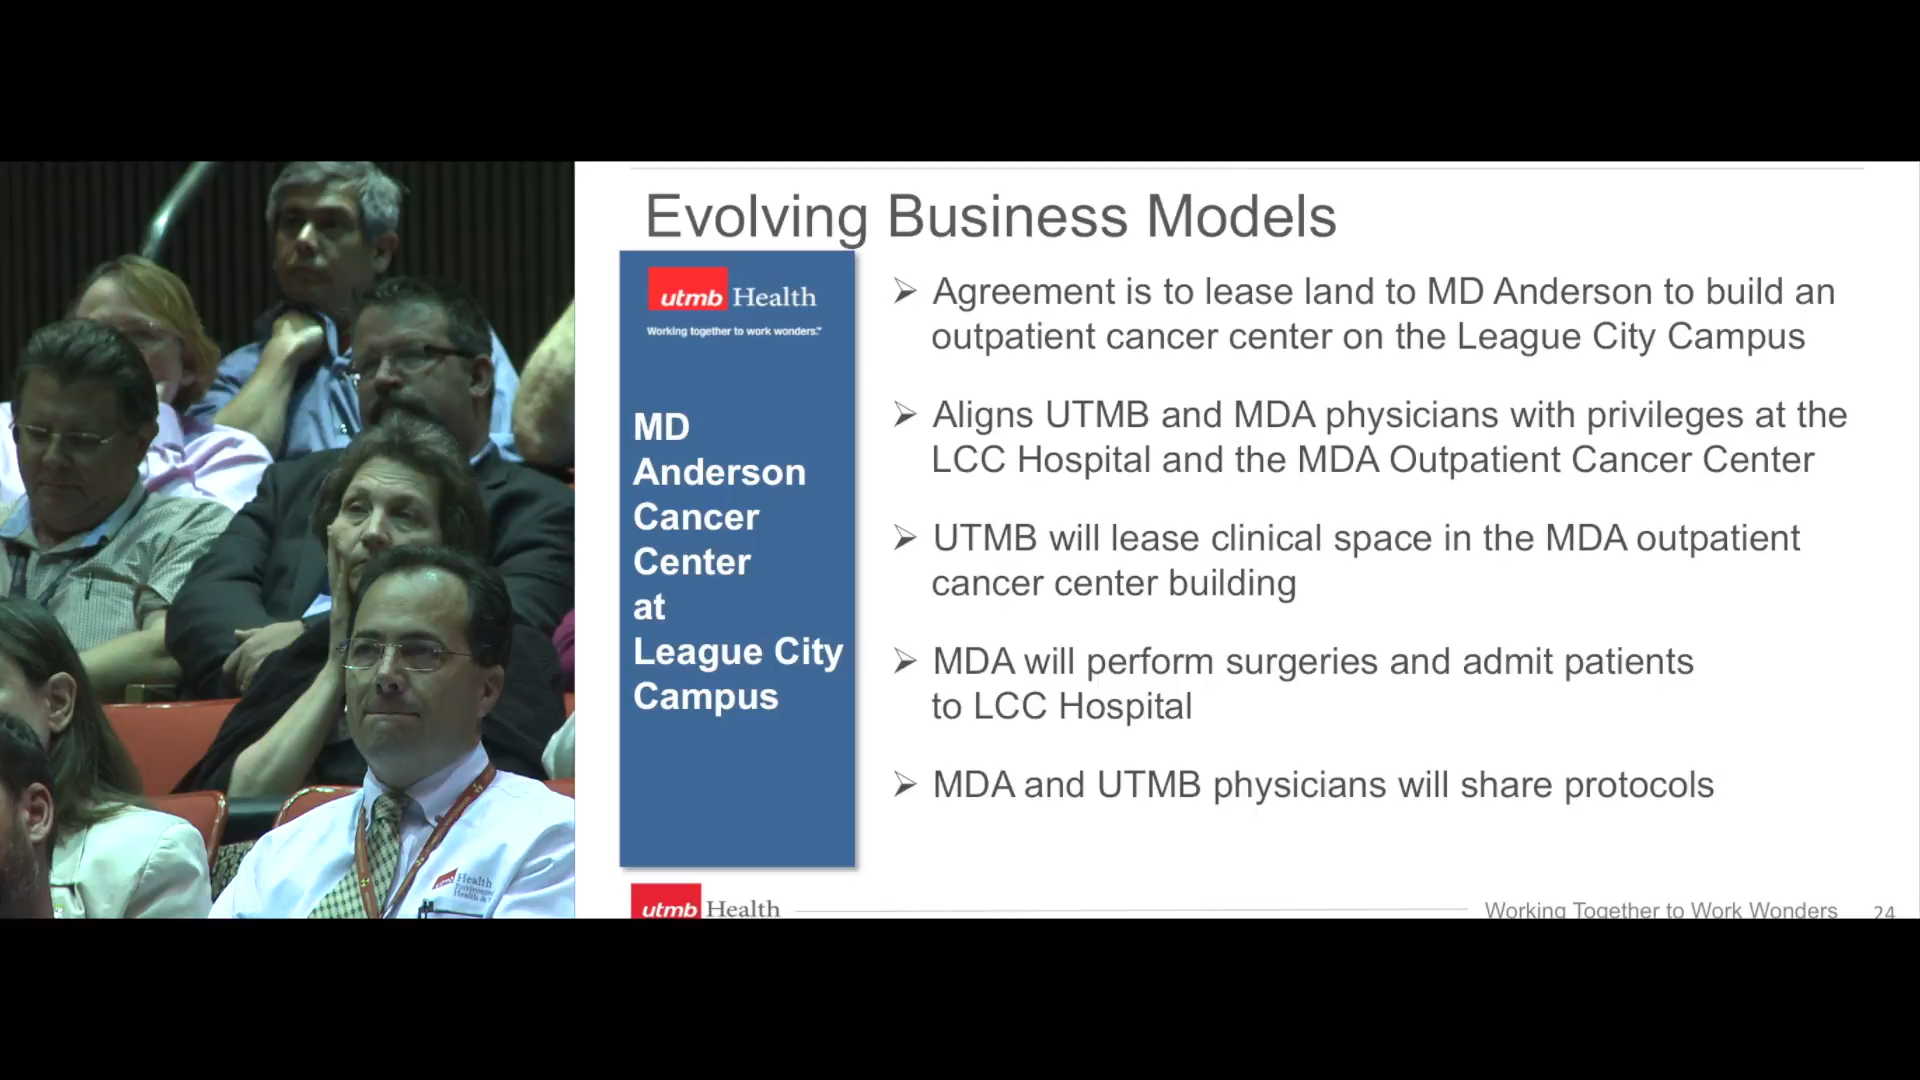 Evolving Business Models
utmb Health
Working together to work wonders.™
MD
Anderson
Cancer
Center
at
League City
Campus
➢ Agreement is to lease land to MD Anderson to build an
outpatient cancer center on the League City Campus
➢ Aligns UTMB and MDA physicians with privileges at the
LCC Hospital and the MDA Outpatient Cancer Center
➢ UTMB will lease clinical space in the MDA outpatient
cancer center building
➢ MDA will perform surgeries and admit patients
to LCC Hospital
➢ MDA and UTMB physicians will share protocols
utmb Health
Working Together to Work Wonders 24
Health
Health &